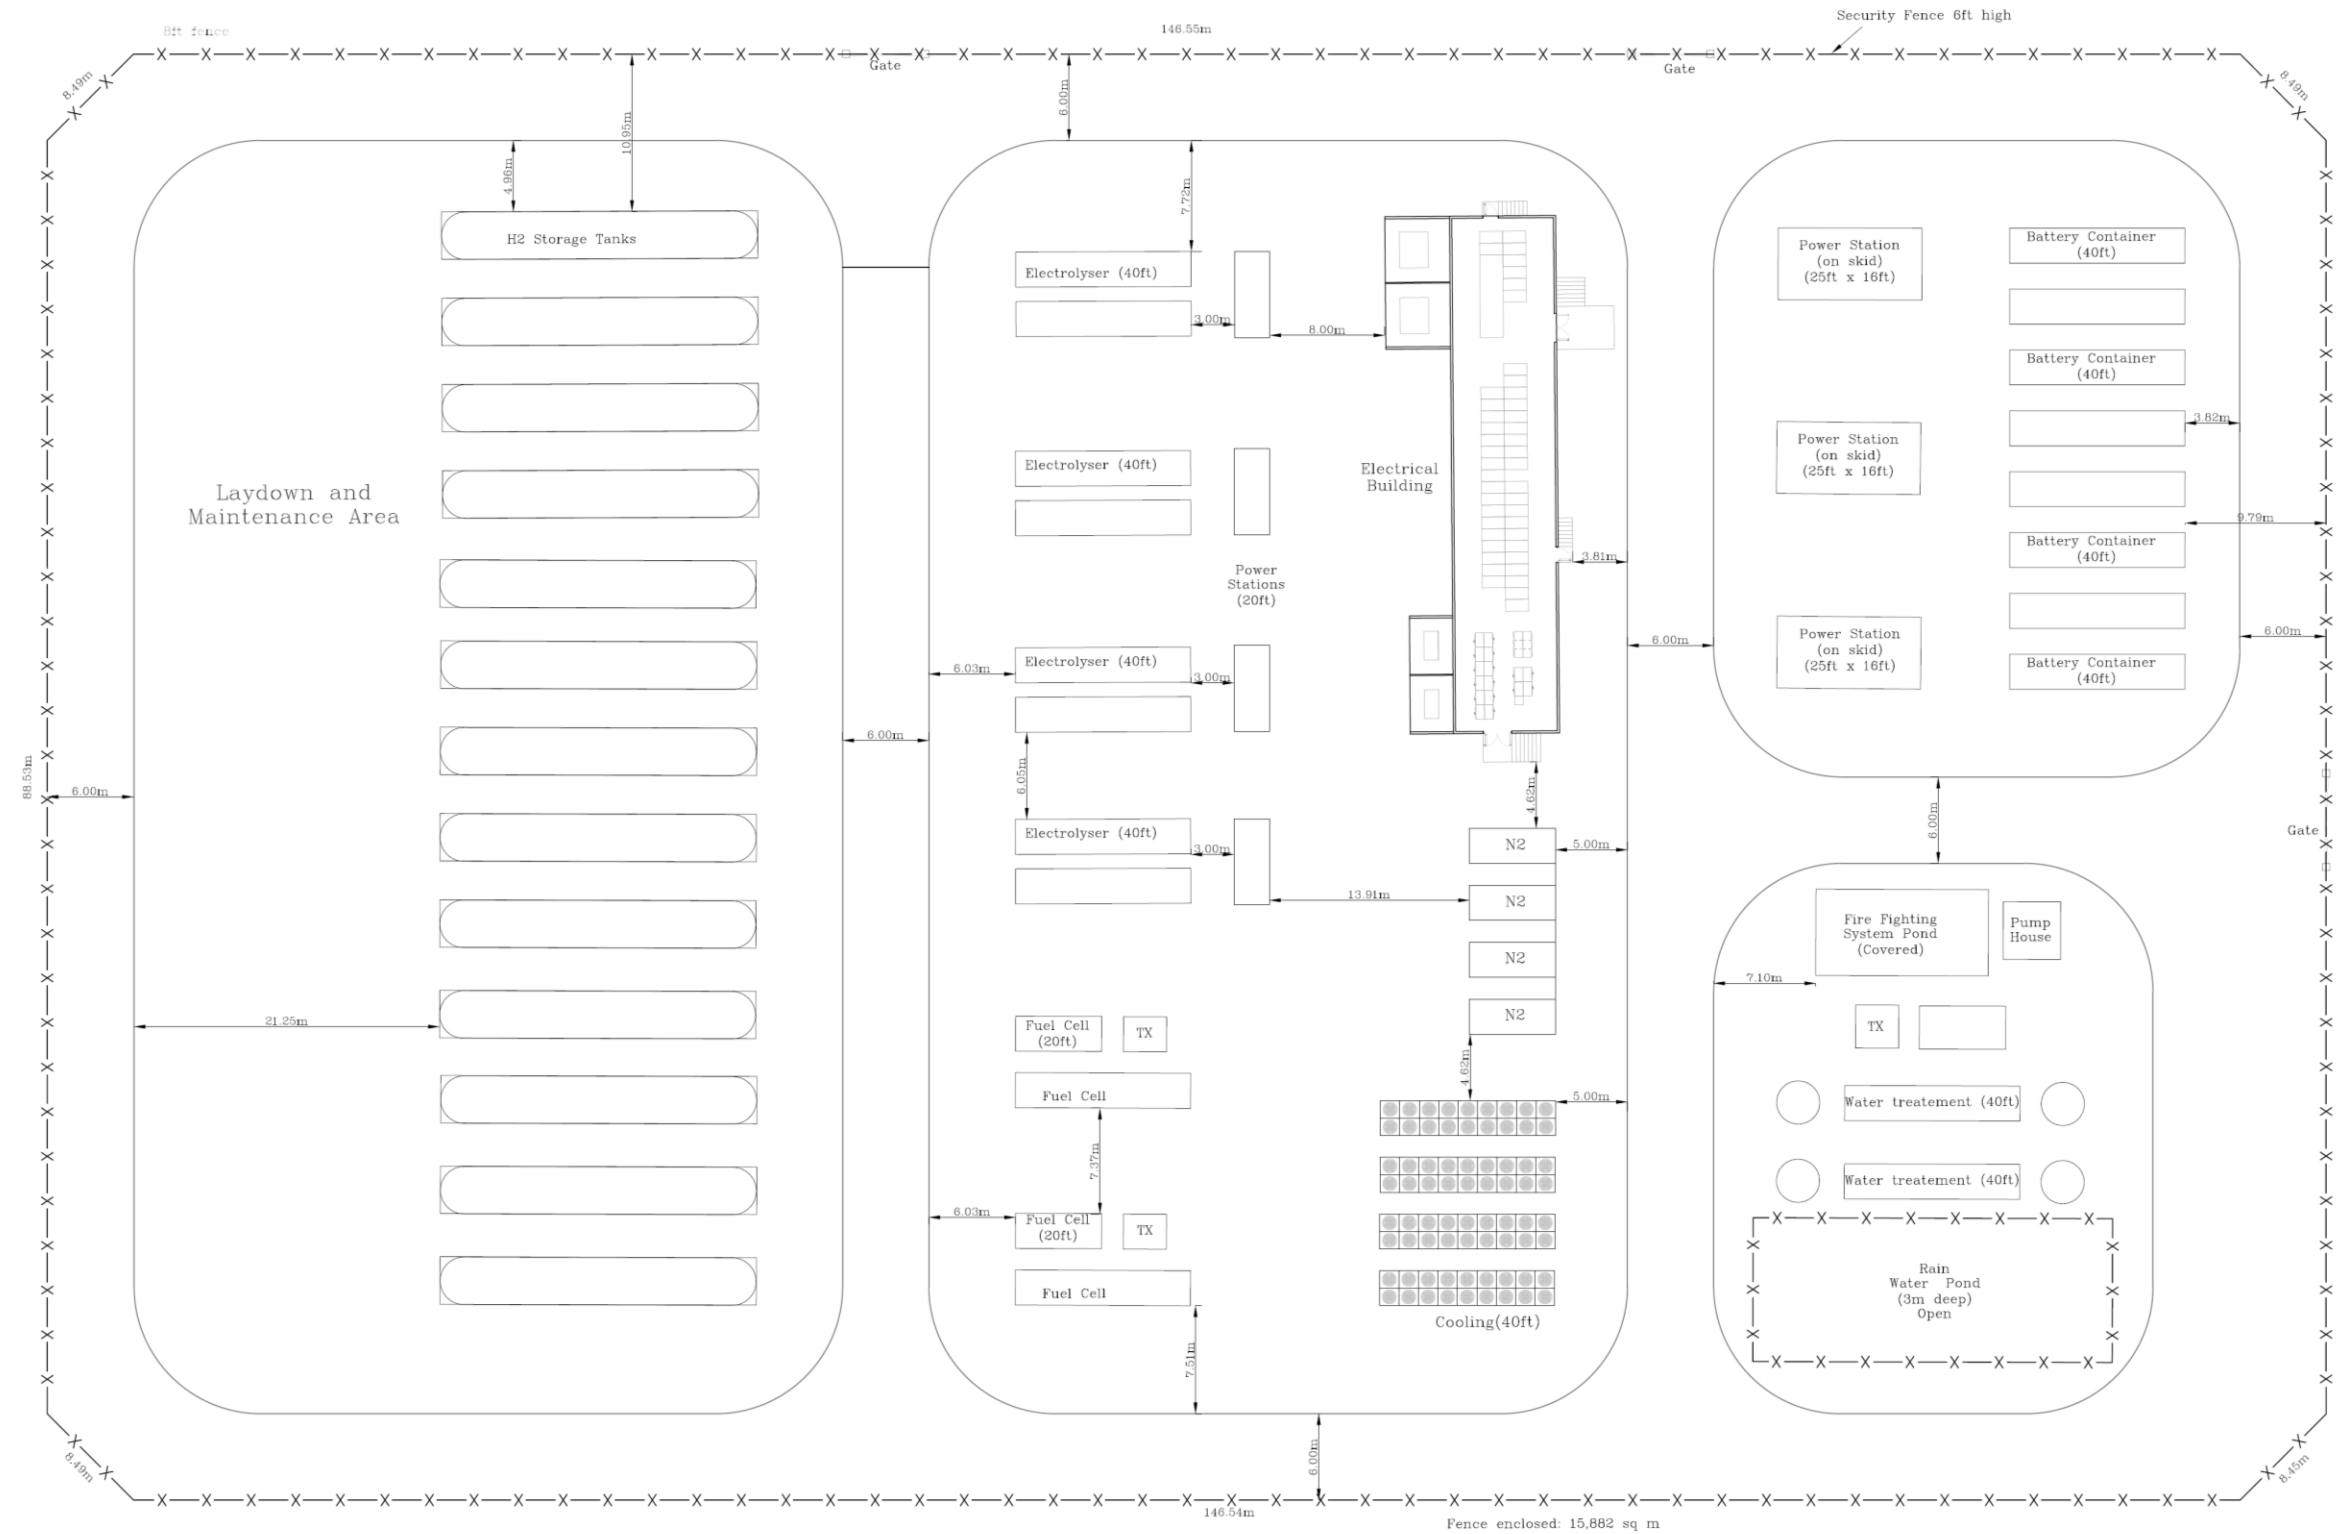 Security Fence 6ft high
8ft fence
146.55m
Gate
Gate
8.49m
8.49m
6.00m
10.95m
4.96m
7.72m
H2 Storage Tanks
Electrolyser (40ft)
3.00m
8.00m
Power Station
(on skid)
(25ft x 16ft)
Battery Container
(40ft)
Battery Container
(40ft)
3.82m
Laydown and
Maintenance Area
Electrolyser (40ft)
Electrical
Building
Power Station
(on skid)
(25ft x 16ft)
9.79m
Power
Stations
(20ft)
3.81m
Battery Container
(40ft)
6.03m
Electrolyser (40ft)
3.00m
6.00m
Power Station
(on skid)
(25ft x 16ft)
Battery Container
(40ft)
6.00m
88.53m
6.00m
6.00m
6.05m
4.62m
6.00m
Gate
Electrolyser (40ft)
3.00m
N2
5.00m
13.91m
N2
Fire Fighting
System Pond
(Covered)
Pump
House
N2
7.10m
21.25m
Fuel Cell
(20ft)
TX
N2
TX
4.62m
Fuel Cell
5.00m
Water treatement (40ft)
7.37m
Water treatement (40ft)
6.03m
Fuel Cell
(20ft)
TX
Fuel Cell
Rain
Water Pond
(3m deep)
Open
Cooling(40ft)
7.51m
6.00m
8.49m
8.45m
146.54m
Fence enclosed: 15,882 sq m